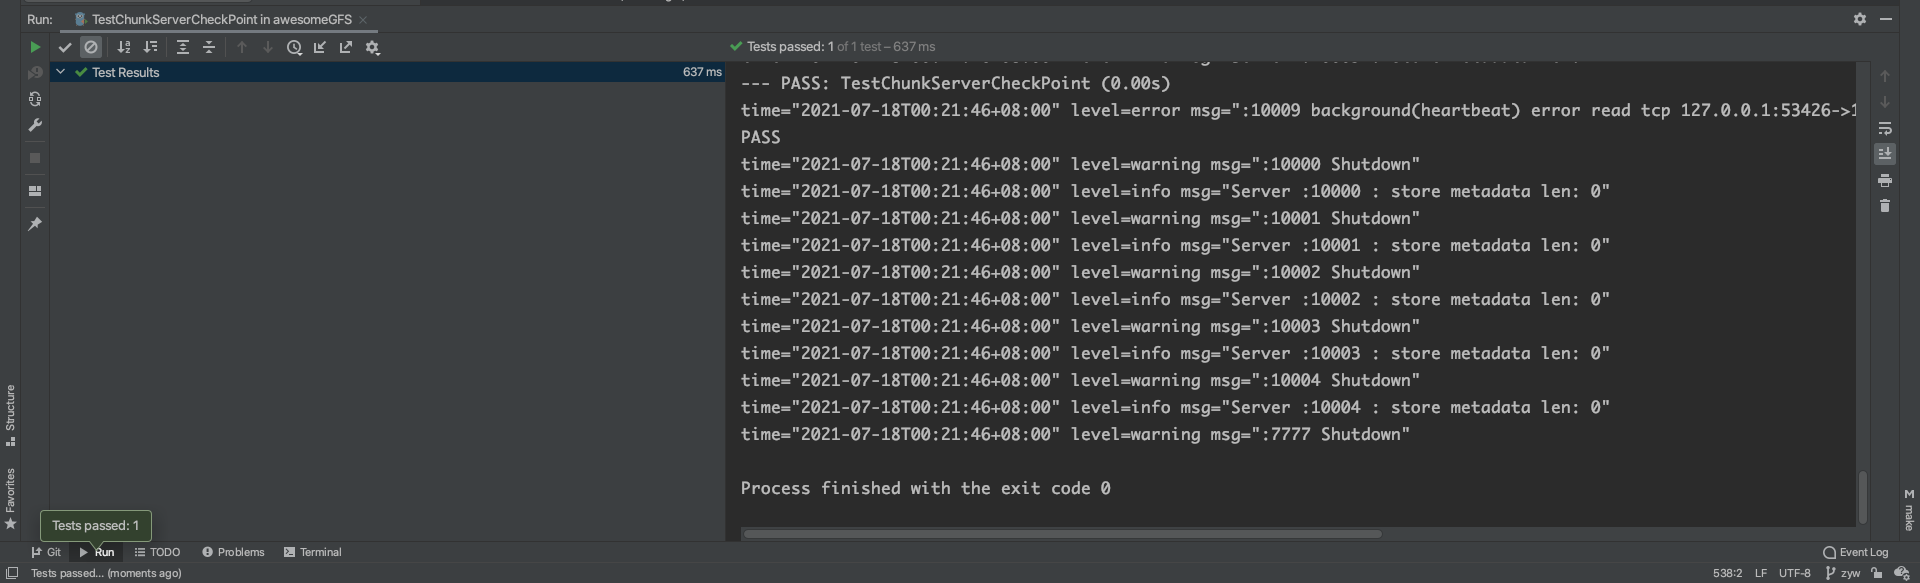 Run: TestChunkServerCheckPoint in awesomeGFS
Tests passed: 1 of 1 test – 637 ms
Test Results 637 ms
--- PASS: TestChunkServerCheckPoint (0.00s)
time="2021-07-18T00:21:46+08:00" level=error msg=":10009 background(heartbeat) error read tcp 127.0.0.1:53426->1
PASS
time="2021-07-18T00:21:46+08:00" level=warning msg=":10000 Shutdown"
time="2021-07-18T00:21:46+08:00" level=info msg="Server :10000 : store metadata len: 0"
time="2021-07-18T00:21:46+08:00" level=warning msg=":10001 Shutdown"
time="2021-07-18T00:21:46+08:00" level=info msg="Server :10001 : store metadata len: 0"
time="2021-07-18T00:21:46+08:00" level=warning msg=":10002 Shutdown"
time="2021-07-18T00:21:46+08:00" level=info msg="Server :10002 : store metadata len: 0"
time="2021-07-18T00:21:46+08:00" level=warning msg=":10003 Shutdown"
time="2021-07-18T00:21:46+08:00" level=info msg="Server :10003 : store metadata len: 0"
time="2021-07-18T00:21:46+08:00" level=warning msg=":10004 Shutdown"
time="2021-07-18T00:21:46+08:00" level=info msg="Server :10004 : store metadata len: 0"
time="2021-07-18T00:21:46+08:00" level=warning msg=":7777 Shutdown"
Process finished with the exit code 0
Structure
Favorites
M make
Tests passed: 1
Git Run TODO Problems Terminal Event Log
Tests passed... (moments ago) 538:2 LF UTF-8 zyw